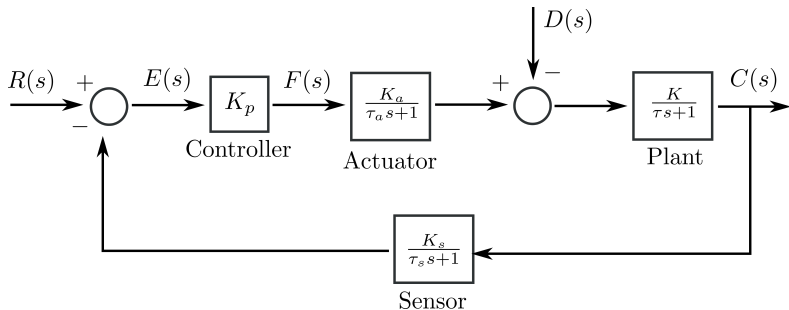 D(s)
R(s) + E(s) F(s) + − C(s)
−
K_p
K_a / τ_a s+1
K / τs+1
Controller
Actuator
Plant
K_s / τ_s s+1
Sensor